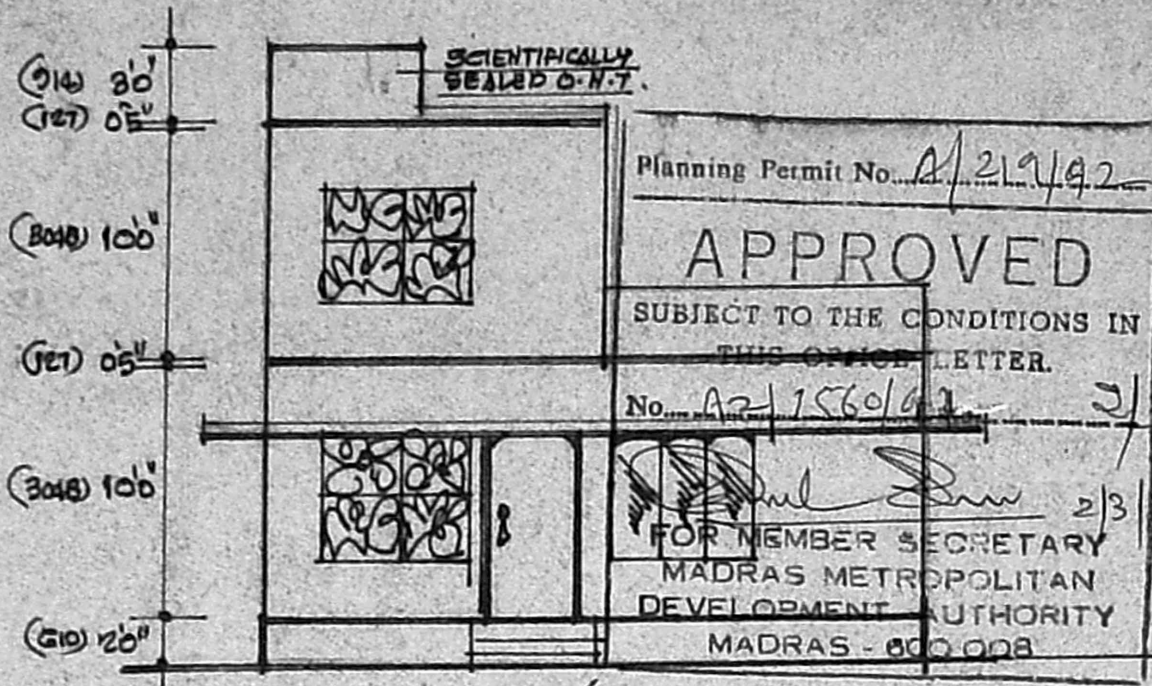 (914) 3'0"
SCIENTIFICALLY
SEALED O.H.T.
(127) 0'5"
Planning Permit No. A/219/92
(3048) 10'0"
APPROVED
SUBJECT TO THE CONDITIONS IN
THIS OFFICE LETTER.
(127) 0'5"
No. A2/1560/92
(3048) 10'0"
2/3
FOR MEMBER SECRETARY
MADRAS METROPOLITAN
DEVELOPMENT AUTHORITY
(610) 2'0"
MADRAS - 600 008